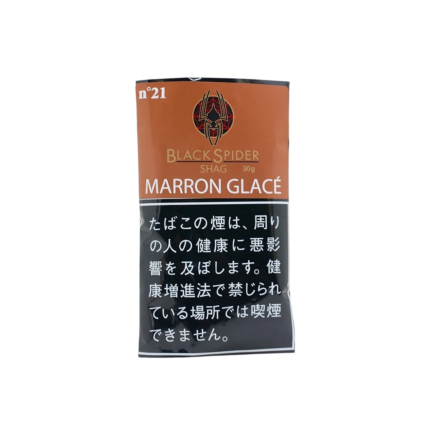 n°21
BLACK SPIDER
SHAG 30g
MARRON GLACÉ
たばこの煙は、周り
の人の健康に悪影
響を及ぼします。健
康増進法で禁じられ
ている場所では喫煙
できません。